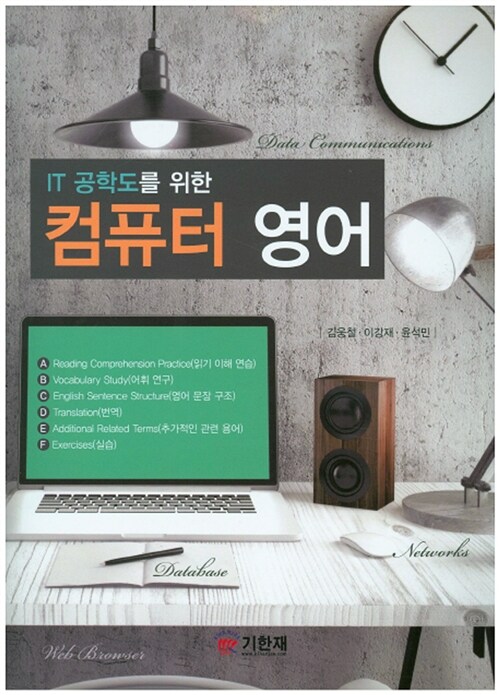 Data Communications
IT 공학도를 위한
컴퓨터 영어
| 김웅철 · 이강재 · 윤석민 |
A Reading Comprehension Practice(읽기 이해 연습)
B Vocabulary Study(어휘 연구)
C English Sentence Structure(영어 문장 구조)
D Translation(번역)
E Additional Related Terms(추가적인 관련 용어)
F Exercises(실습)
Networks
Database
기한재
Web Browser